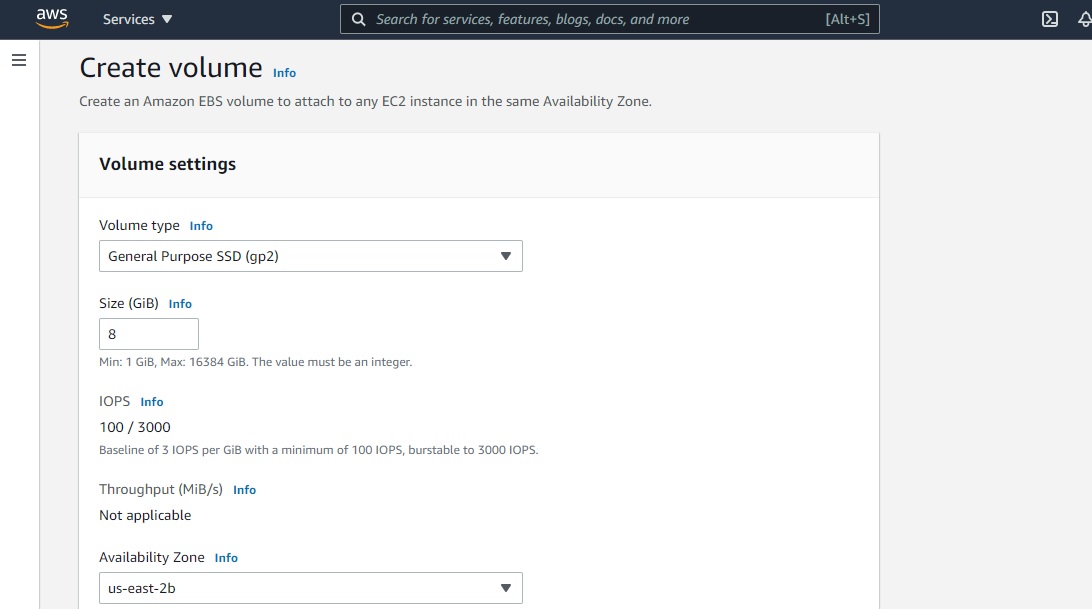 aws Services Search for services, features, blogs, docs, and more [Alt+S]
Create volume Info
Create an Amazon EBS volume to attach to any EC2 instance in the same Availability Zone.
Volume settings
Volume type Info
General Purpose SSD (gp2)
Size (GiB) Info
8
Min: 1 GiB, Max: 16384 GiB. The value must be an integer.
IOPS Info
100 / 3000
Baseline of 3 IOPS per GiB with a minimum of 100 IOPS, burstable to 3000 IOPS.
Throughput (MiB/s) Info
Not applicable
Availability Zone Info
us-east-2b